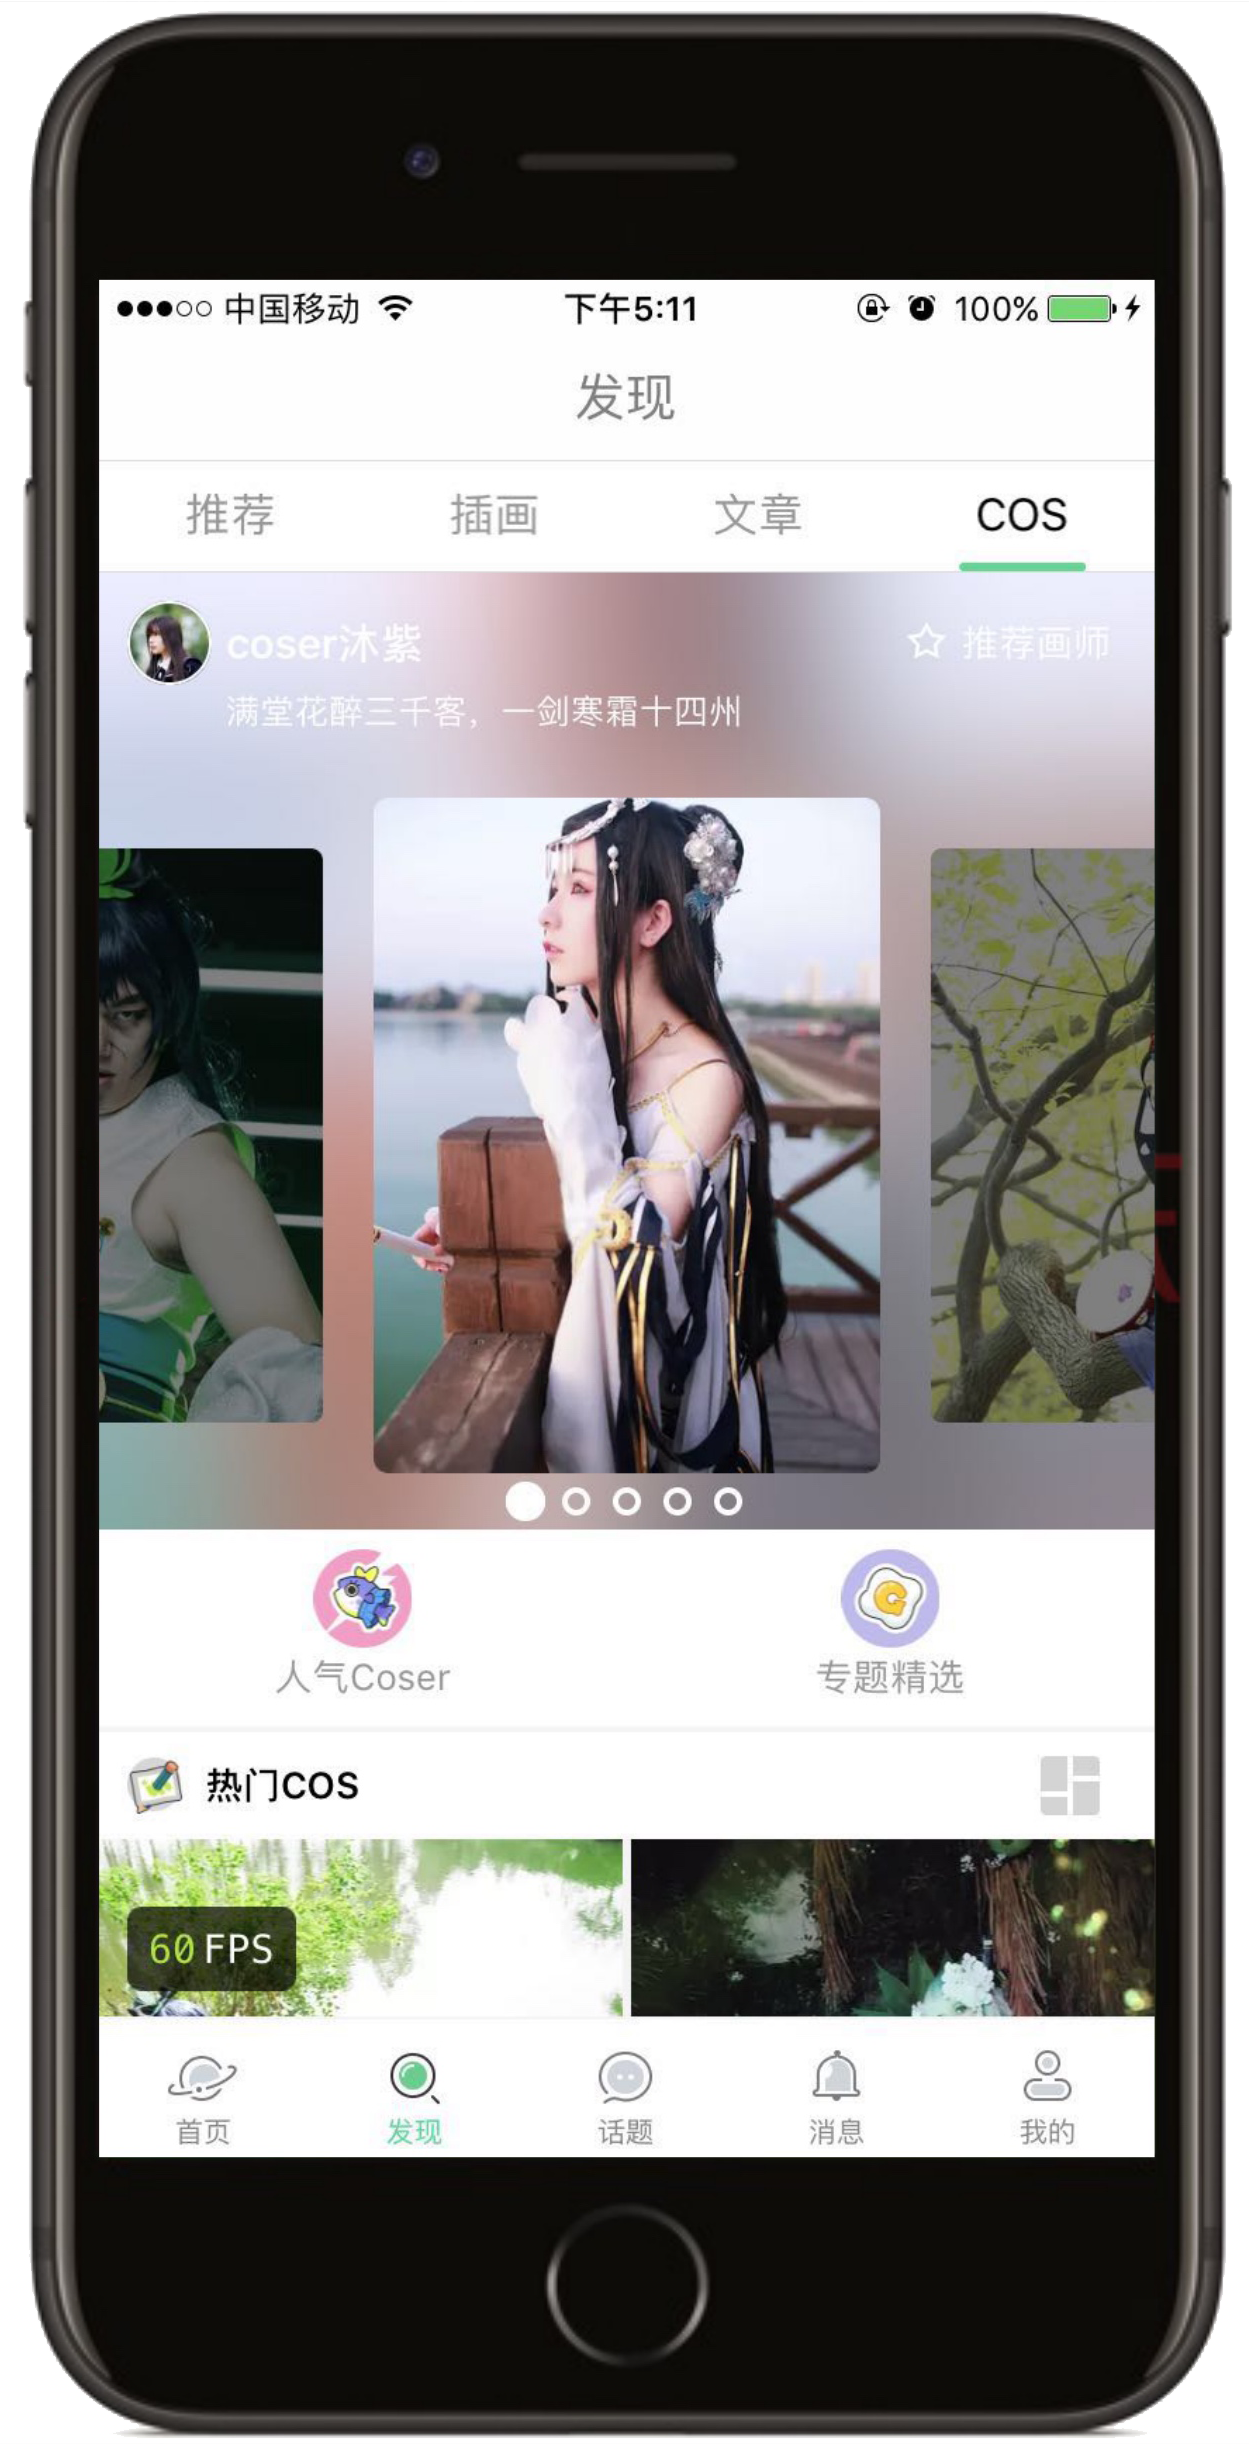 中国移动 下午5:11 100%
发现
推荐 插画 文章 COS
coser沐紫 推荐画师
满堂花醉三千客，一剑寒霜十四州
人气Coser 专题精选
热门COS
60 FPS
首页 发现 话题 消息 我的